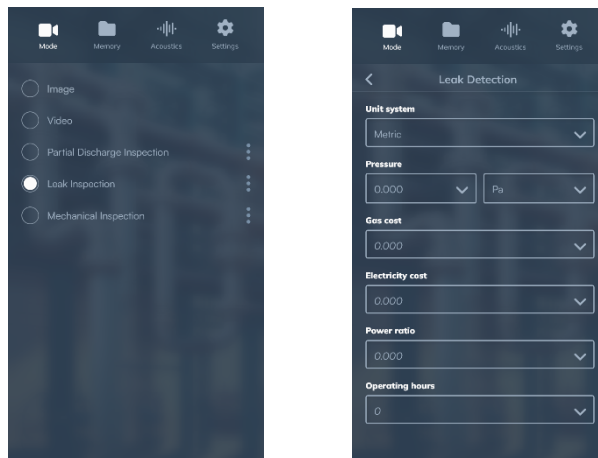 Mode Memory Acoustics Settings
Image
Video
Partial Discharge Inspection
Leak Inspection
Mechanical Inspection
Mode Memory Acoustics Settings
Leak Detection
Unit system
Metric
Pressure
0.000 Pa
Gas cost
0.000
Electricity cost
0.000
Power ratio
0.000
Operating hours
0